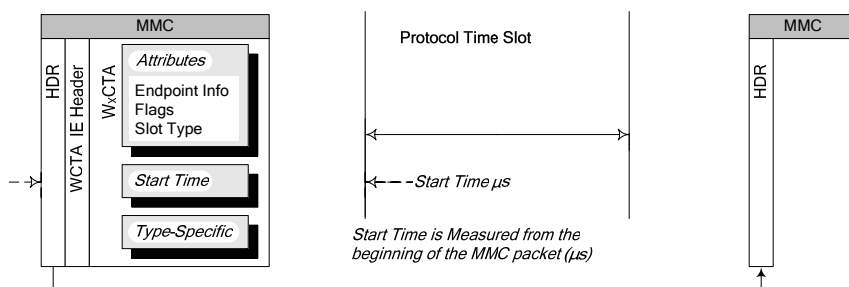 MMC
HDR
WCTA IE Header
WxCTA
Attributes
Endpoint Info
Flags
Slot Type
Start Time
Type-Specific
Protocol Time Slot
Start Time μs
Start Time is Measured from the
beginning of the MMC packet (μs)
MMC
HDR